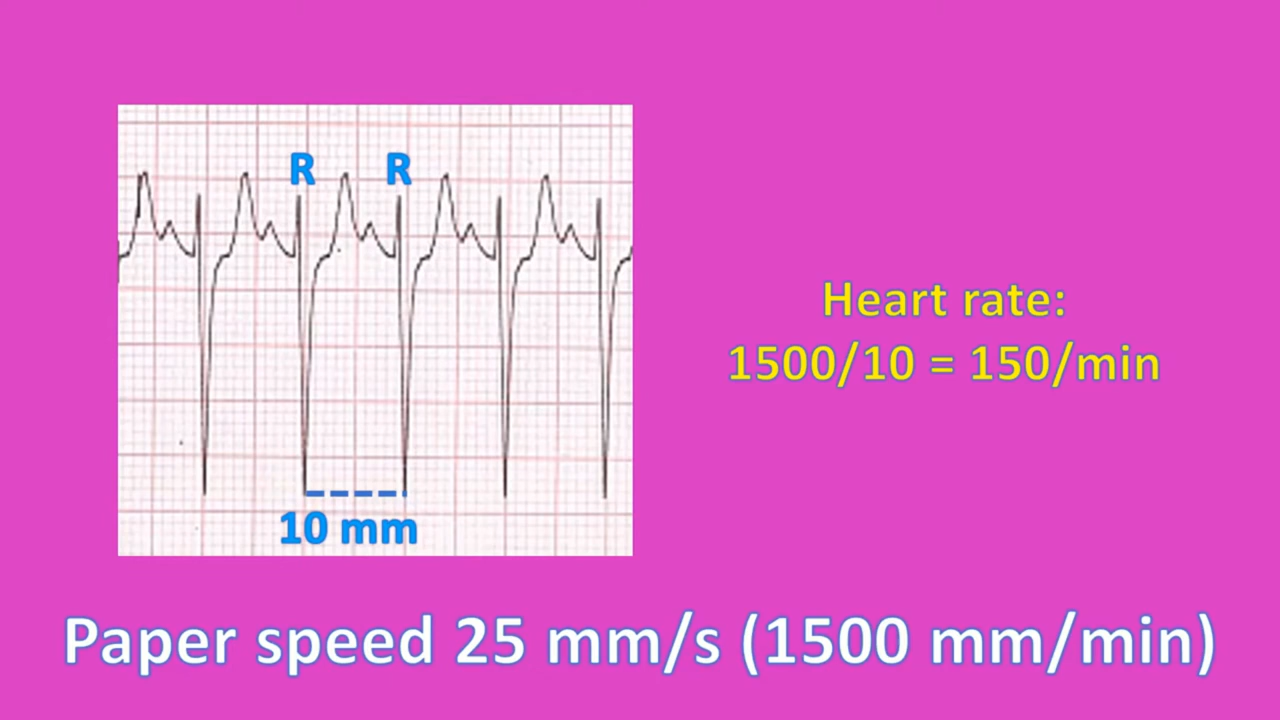 R R
Heart rate:
1500/10 = 150/min
10 mm
Paper speed 25 mm/s (1500 mm/min)